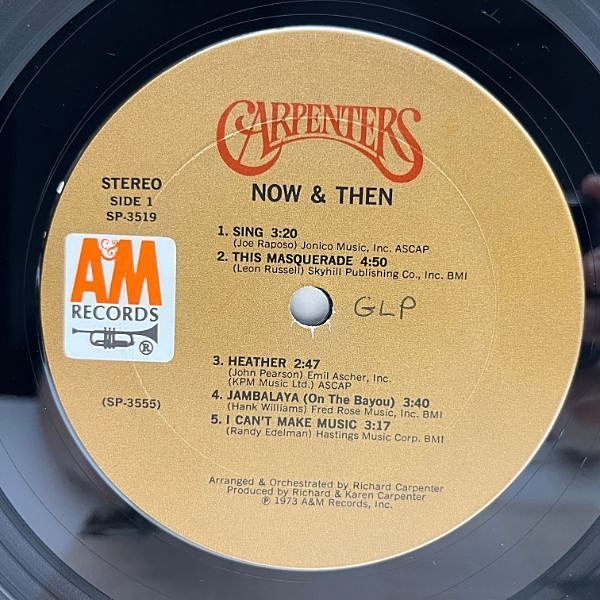 CARPENTERS
NOW & THEN
STEREO
SIDE 1
SP-3519
1. SING 3:20
(Joe Raposo) Jonico Music, Inc. ASCAP
2. THIS MASQUERADE 4:50
(Leon Russell) Skyhill Publishing Co., Inc. BMI
A&M
RECORDS
®
GLP
3. HEATHER 2:47
(John Pearson) Emil Ascher, Inc.
(KPM Music Ltd.) ASCAP
4. JAMBALAYA (On The Bayou) 3:40
(Hank Williams) Fred Rose Music, Inc. BMI
5. I CAN'T MAKE MUSIC 3:17
(Randy Edelman) Hastings Music Corp. BMI
(SP-3555)
Arranged & Orchestrated by Richard Carpenter
Produced by Richard & Karen Carpenter
℗ 1973 A&M Records, Inc.